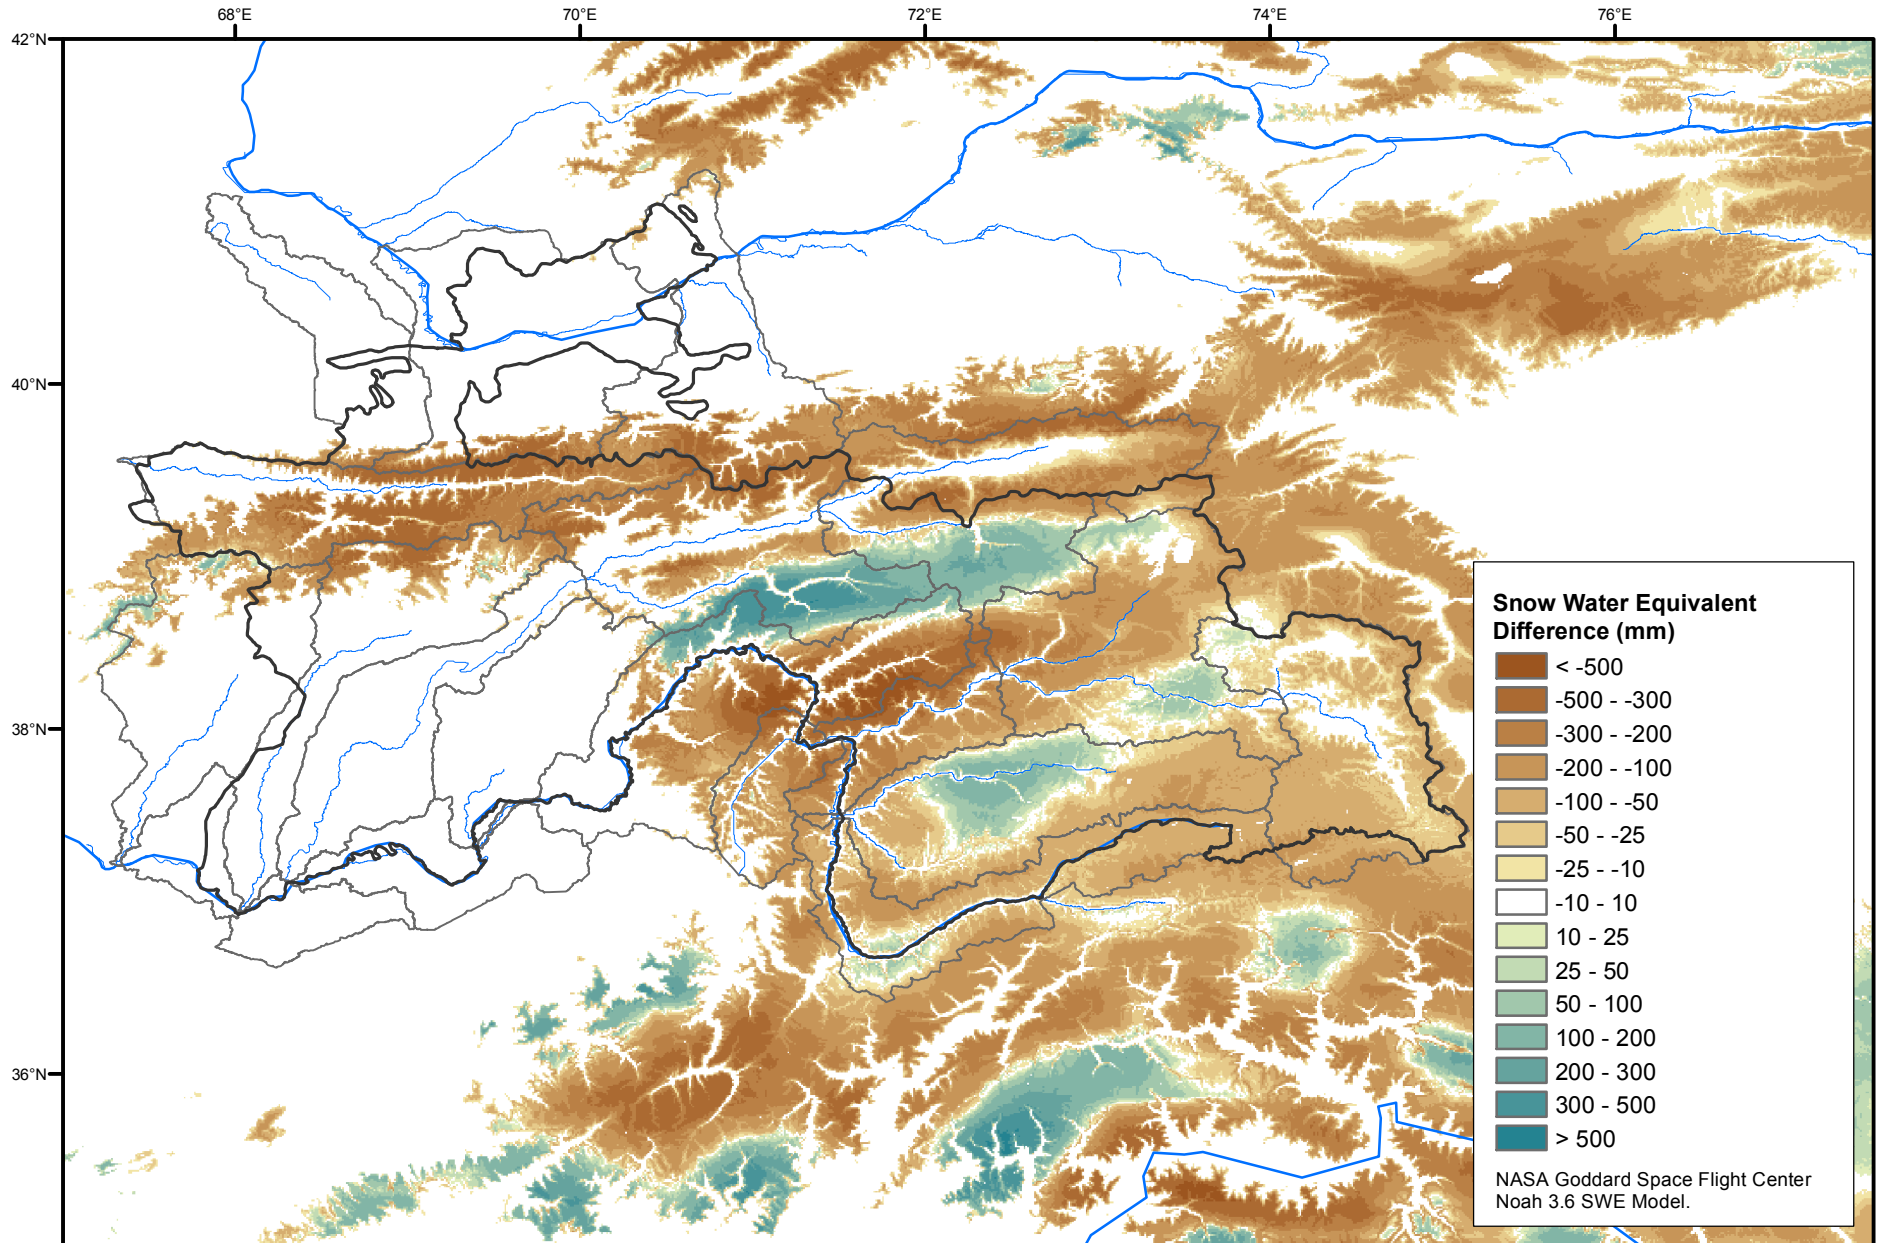 68°E 70°E 72°E 74°E 76°E
42°N
40°N
38°N
36°N
Snow Water Equivalent
Difference (mm)
< -500
-500 - -300
-300 - -200
-200 - -100
-100 - -50
-50 - -25
-25 - -10
-10 - 10
10 - 25
25 - 50
50 - 100
100 - 200
200 - 300
300 - 500
> 500
NASA Goddard Space Flight Center
Noah 3.6 SWE Model.